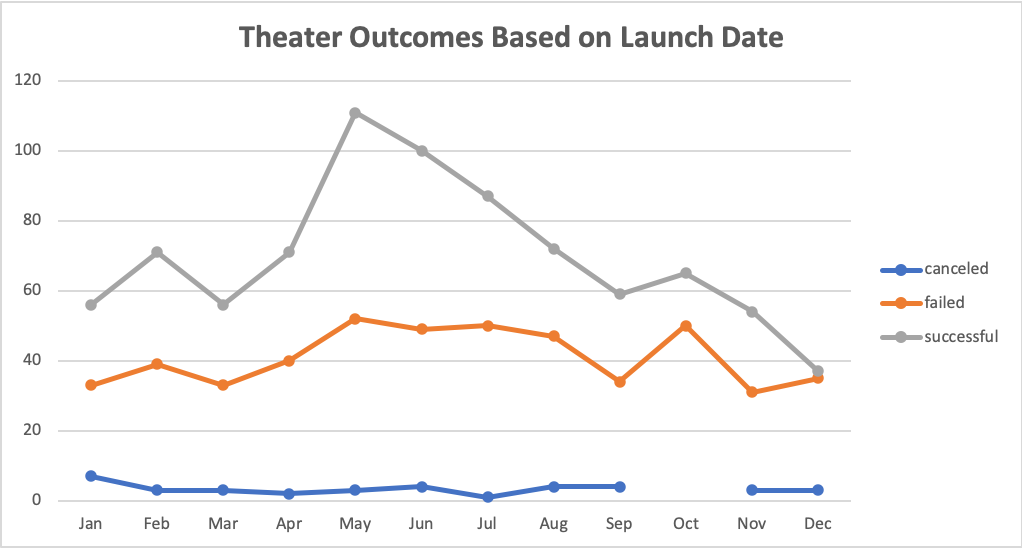 Theater Outcomes Based on Launch Date
120
100
80
60
40
20
0
Jan Feb Mar Apr May Jun Jul Aug Sep Oct Nov Dec
canceled
failed
successful